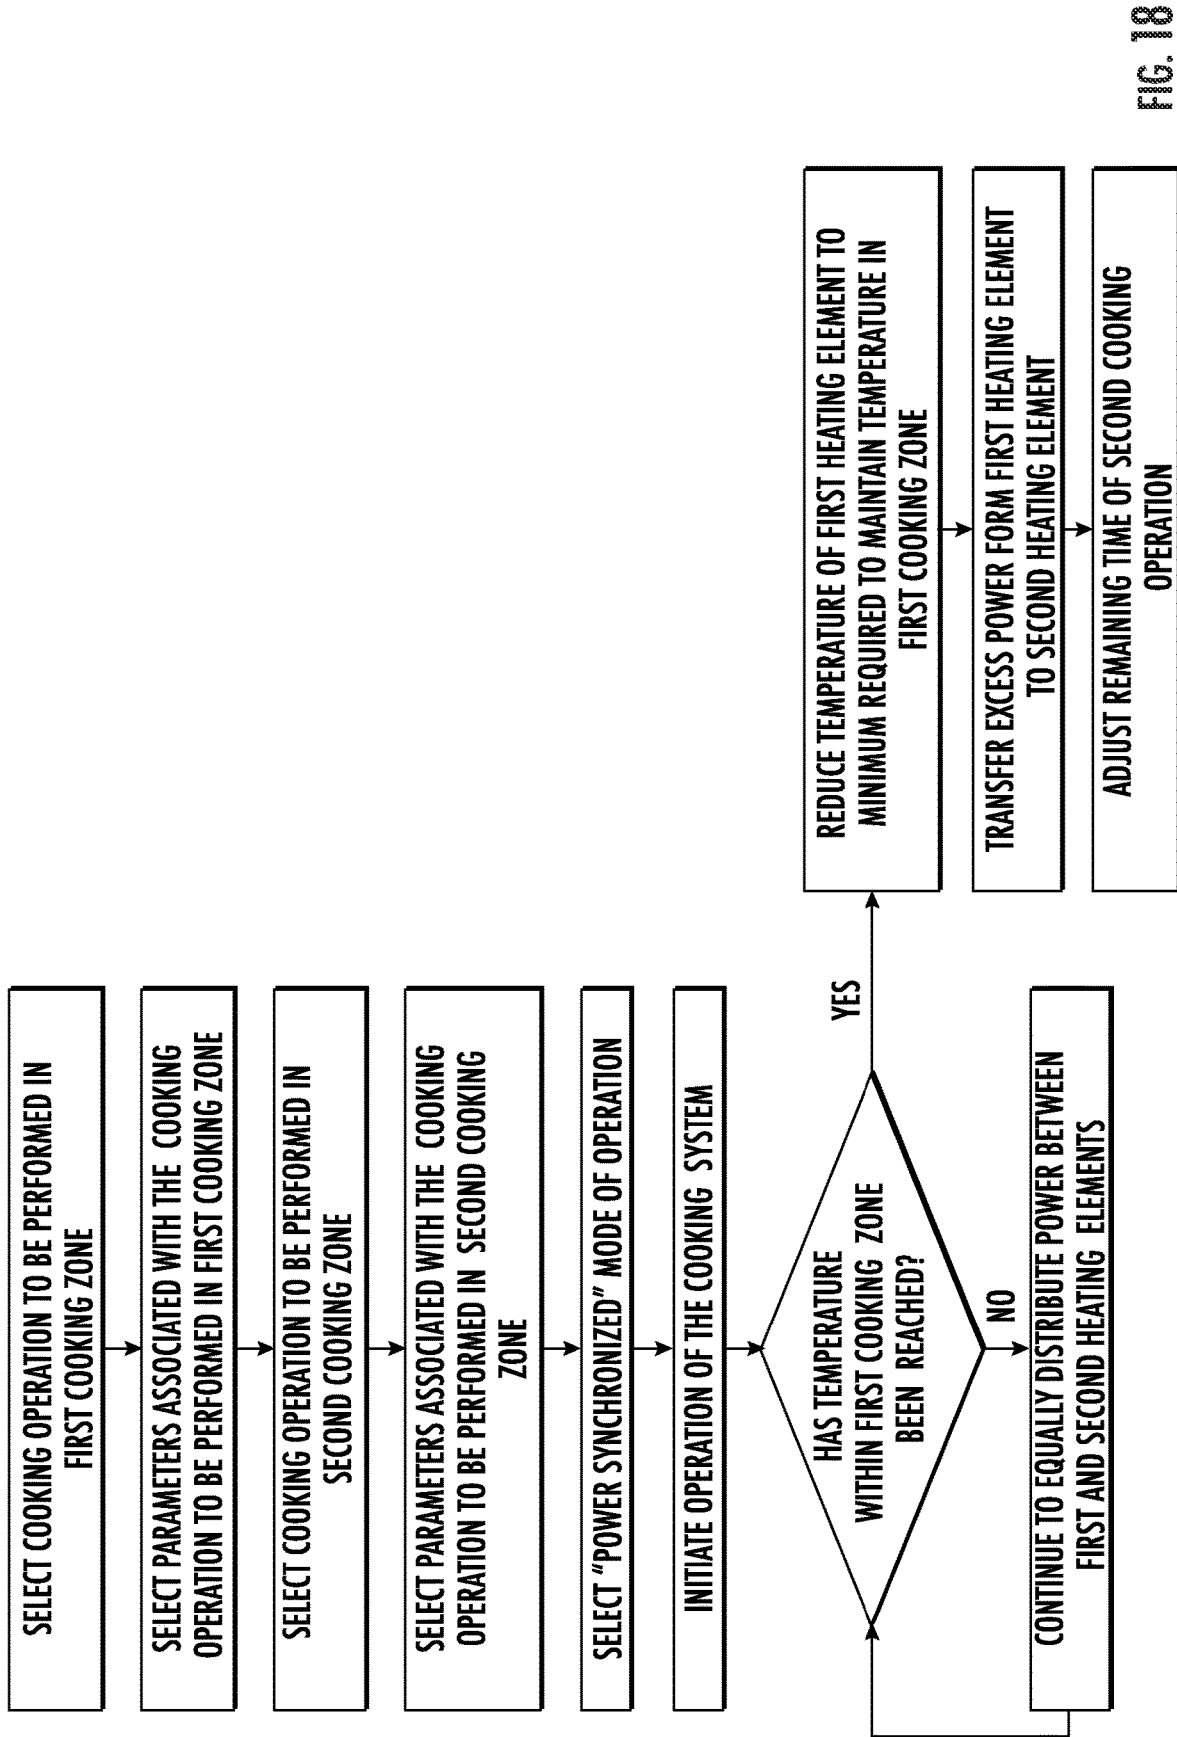 SELECT COOKING OPERATION TO BE PERFORMED IN
FIRST COOKING ZONE
SELECT PARAMETERS ASSOCIATED WITH THE COOKING
OPERATION TO BE PERFORMED IN FIRST COOKING ZONE
SELECT COOKING OPERATION TO BE PERFORMED IN
SECOND COOKING ZONE
SELECT PARAMETERS ASSOCIATED WITH THE COOKING
OPERATION TO BE PERFORMED IN SECOND COOKING
ZONE
SELECT "POWER SYNCHRONIZED" MODE OF OPERATION
INITIATE OPERATION OF THE COOKING SYSTEM
HAS TEMPERATURE
WITHIN FIRST COOKING ZONE
BEEN REACHED?
YES
NO
CONTINUE TO EQUALLY DISTRIBUTE POWER BETWEEN
FIRST AND SECOND HEATING ELEMENTS
REDUCE TEMPERATURE OF FIRST HEATING ELEMENT TO
MINIMUM REQUIRED TO MAINTAIN TEMPERATURE IN
FIRST COOKING ZONE
TRANSFER EXCESS POWER FORM FIRST HEATING ELEMENT
TO SECOND HEATING ELEMENT
ADJUST REMAINING TIME OF SECOND COOKING
OPERATION
FIG. 18